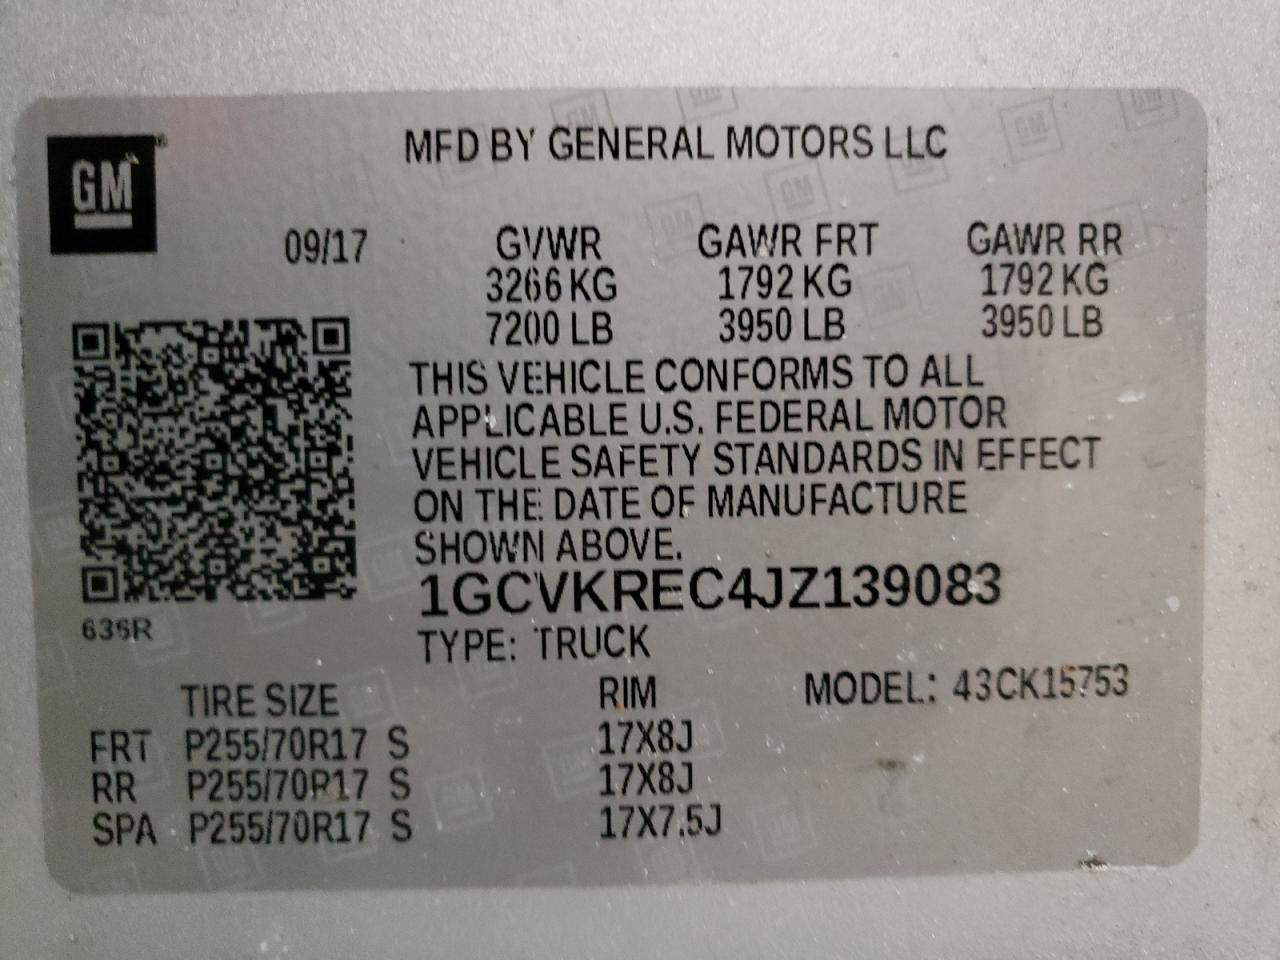 GM
MFD BY GENERAL MOTORS LLC
09/17 GVWR GAWR FRT GAWR RR
3266 KG 1792 KG 1792 KG
7200 LB 3950 LB 3950 LB
THIS VEHICLE CONFORMS TO ALL
APPLICABLE U.S. FEDERAL MOTOR
VEHICLE SAFETY STANDARDS IN EFFECT
ON THE DATE OF MANUFACTURE
SHOWN ABOVE.
1GCVKREC4JZ139083
636R
TYPE: TRUCK
TIRE SIZE RIM MODEL: 43CK15753
FRT P255/70R17 S 17X8J
RR P255/70R17 S 17X8J
SPA P255/70R17 S 17X7.5J